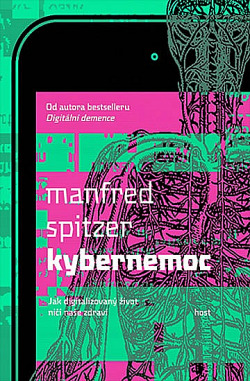 Od autora bestselleru
Digitální demence
manfred
spitzer
kybernemoc
Jak digitalizovaný život
ničí naše zdraví
host